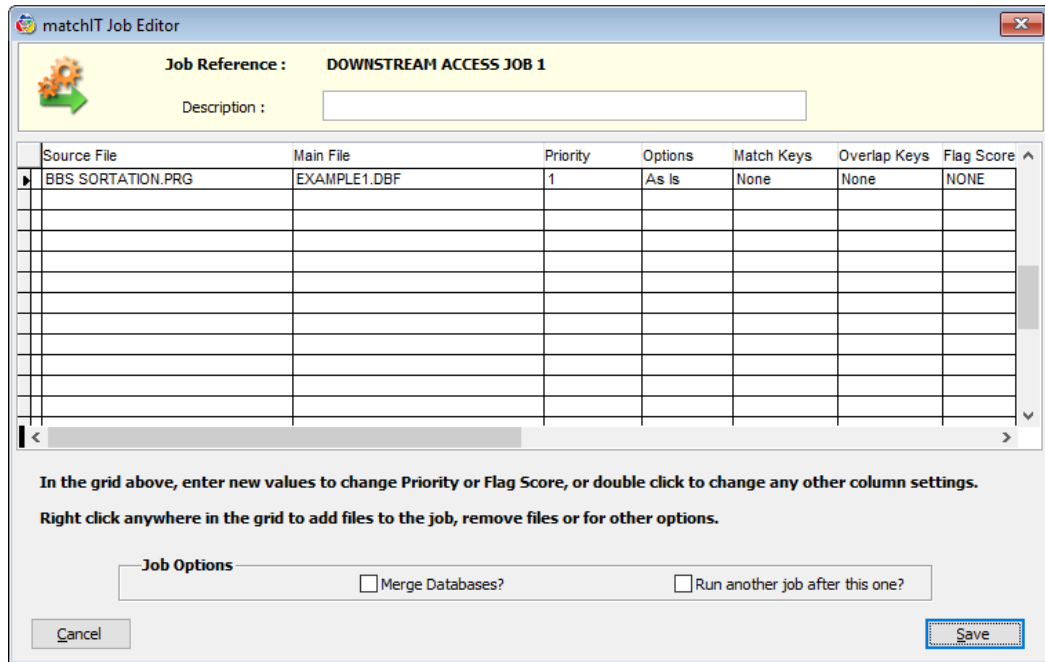 matchIT Job Editor
Job Reference : DOWNSTREAM ACCESS JOB 1
Description :
Source File Main File Priority Options Match Keys Overlap Keys Flag Score
BBS SORTATION.PRG EXAMPLE1.DBF 1 As Is None None NONE
In the grid above, enter new values to change Priority or Flag Score, or double click to change any other column settings.
Right click anywhere in the grid to add files to the job, remove files or for other options.
Job Options
Merge Databases? Run another job after this one?
Cancel Save